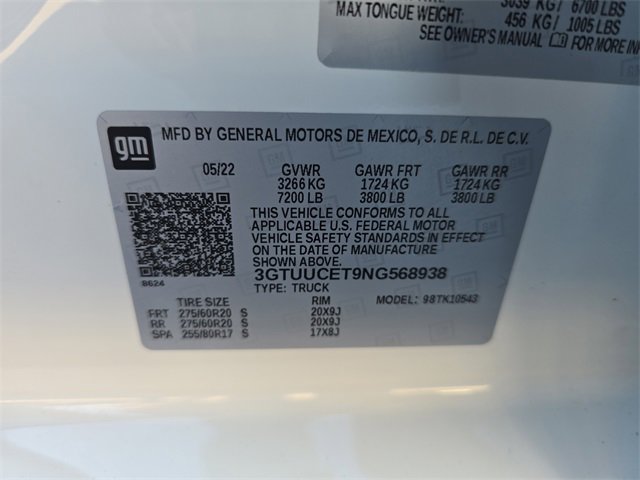 3039 KG / 6700 LBS
MAX TONGUE WEIGHT: 456 KG / 1005 LBS
SEE OWNER'S MANUAL FOR MORE
gm
MFD BY GENERAL MOTORS DE MEXICO, S. DE R.L. DE C.V.
05/22 GVWR GAWR FRT GAWR RR
3266 KG 1724 KG 1724 KG
7200 LB 3800 LB 3800 LB
THIS VEHICLE CONFORMS TO ALL
APPLICABLE U.S. FEDERAL MOTOR
VEHICLE SAFETY STANDARDS IN EFFECT
ON THE DATE OF MANUFACTURE
SHOWN ABOVE.
3GTUUCET9NG568938
8624
TYPE: TRUCK
MODEL: 98TK10543
TIRE SIZE RIM
FRT 275/60R20 S 20X9J
RR 275/60R20 S 20X9J
SPA 255/80R17 S 17X8J